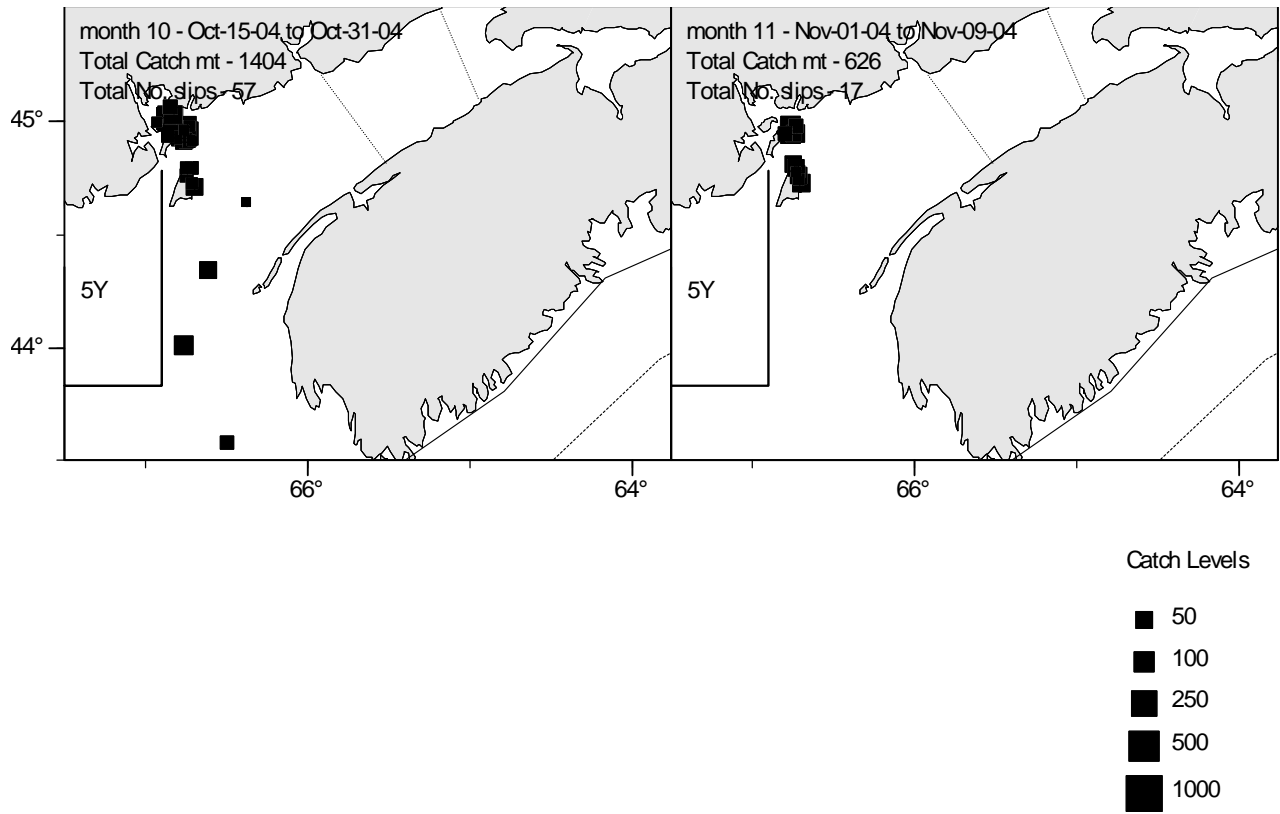 month 10 - Oct-15-04 to Oct-31-04
Total Catch mt - 1404
Total No. slips - 57
45°
5Y
44°
66°
64°
month 11 - Nov-01-04 to Nov-09-04
Total Catch mt - 626
Total No. slips - 17
5Y
66°
64°
Catch Levels
50
100
250
500
1000